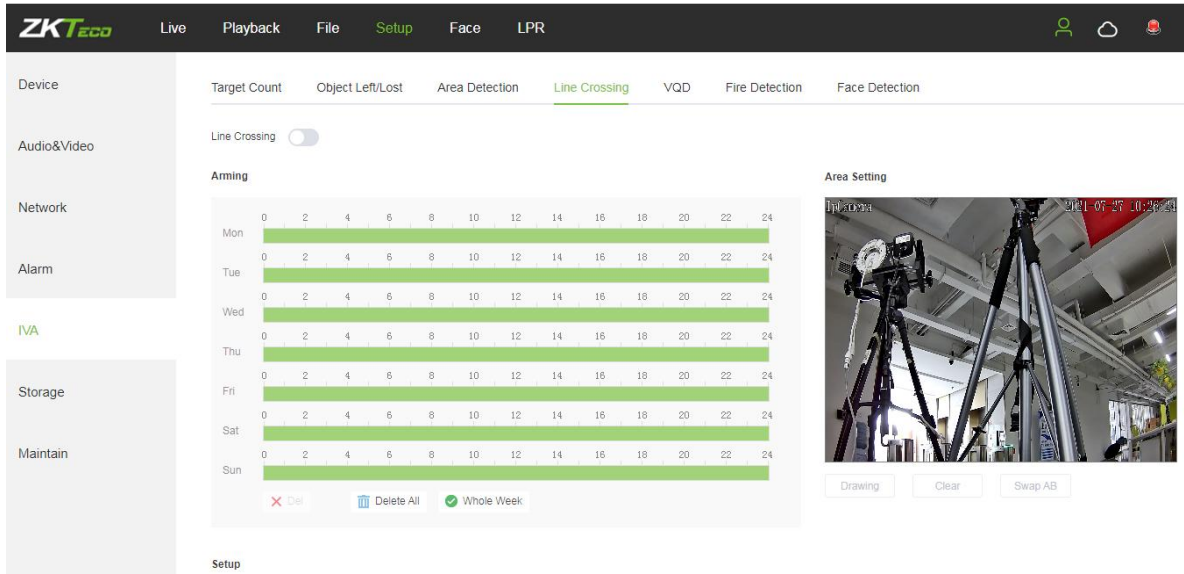 ZKTeco Live Playback File Setup Face LPR
Device
Audio&Video
Network
Alarm
IVA
Storage
Maintain
Target Count Object Left/Lost Area Detection Line Crossing VQD Fire Detection Face Detection
Line Crossing
Arming
0 2 4 6 8 10 12 14 16 18 20 22 24
Mon
0 2 4 6 8 10 12 14 16 18 20 22 24
Tue
0 2 4 6 8 10 12 14 16 18 20 22 24
Wed
0 2 4 6 8 10 12 14 16 18 20 22 24
Thu
0 2 4 6 8 10 12 14 16 18 20 22 24
Fri
0 2 4 6 8 10 12 14 16 18 20 22 24
Sat
0 2 4 6 8 10 12 14 16 18 20 22 24
Sun
Del Delete All Whole Week
Area Setting
IpCamera 2021-07-27 10:26:24
Drawing Clear Swap AB
Setup